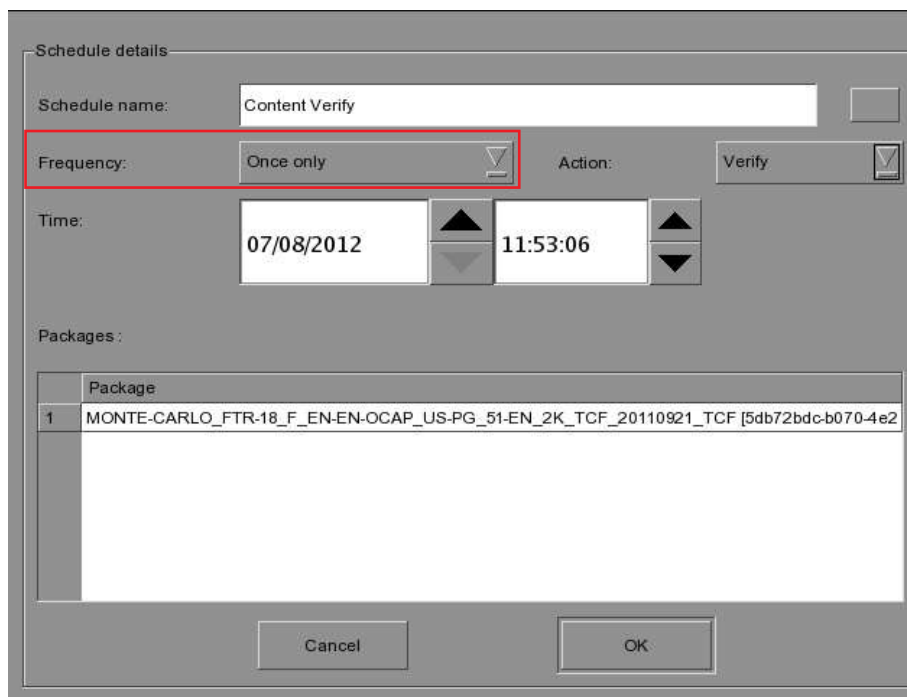 Schedule details
Schedule name: Content Verify
Frequency: Once only Action: Verify
Time: 07/08/2012 11:53:06
Packages :
Package
1 MONTE-CARLO_FTR-18_F_EN-EN-OCAP_US-PG_51-EN_2K_TCF_20110921_TCF [5db72bdc-b070-4e2
Cancel OK